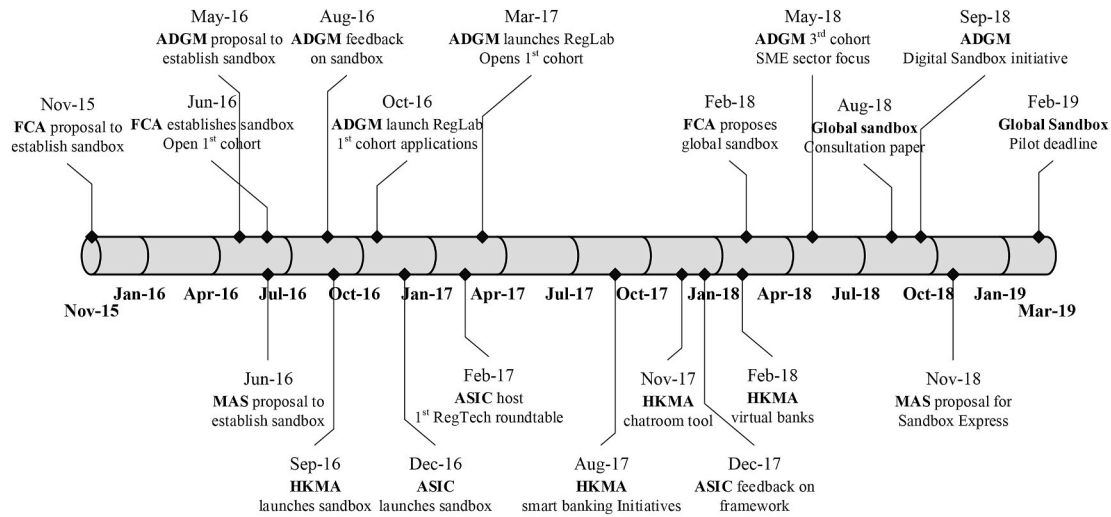 May-16
ADGM proposal to
establish sandbox
Aug-16
ADGM feedback
on sandbox
Mar-17
ADGM launches RegLab
Opens 1st cohort
May-18
ADGM 3rd cohort
SME sector focus
Sep-18
ADGM
Digital Sandbox initiative
Nov-15
FCA proposal to
establish sandbox
Jun-16
FCA establishes sandbox
Open 1st cohort
Oct-16
ADGM launch RegLab
1st cohort applications
Feb-18
FCA proposes
global sandbox
Aug-18
Global sandbox
Consultation paper
Feb-19
Global Sandbox
Pilot deadline
Nov-15
Jan-16
Apr-16
Jul-16
Oct-16
Jan-17
Apr-17
Jul-17
Oct-17
Jan-18
Apr-18
Jul-18
Oct-18
Jan-19
Mar-19
Jun-16
MAS proposal to
establish sandbox
Feb-17
ASIC host
1st RegTech roundtable
Nov-17
HKMA
chatroom tool
Feb-18
HKMA
virtual banks
Nov-18
MAS proposal for
Sandbox Express
Sep-16
HKMA
launches sandbox
Dec-16
ASIC
launches sandbox
Aug-17
HKMA
smart banking Initiatives
Dec-17
ASIC feedback on
framework